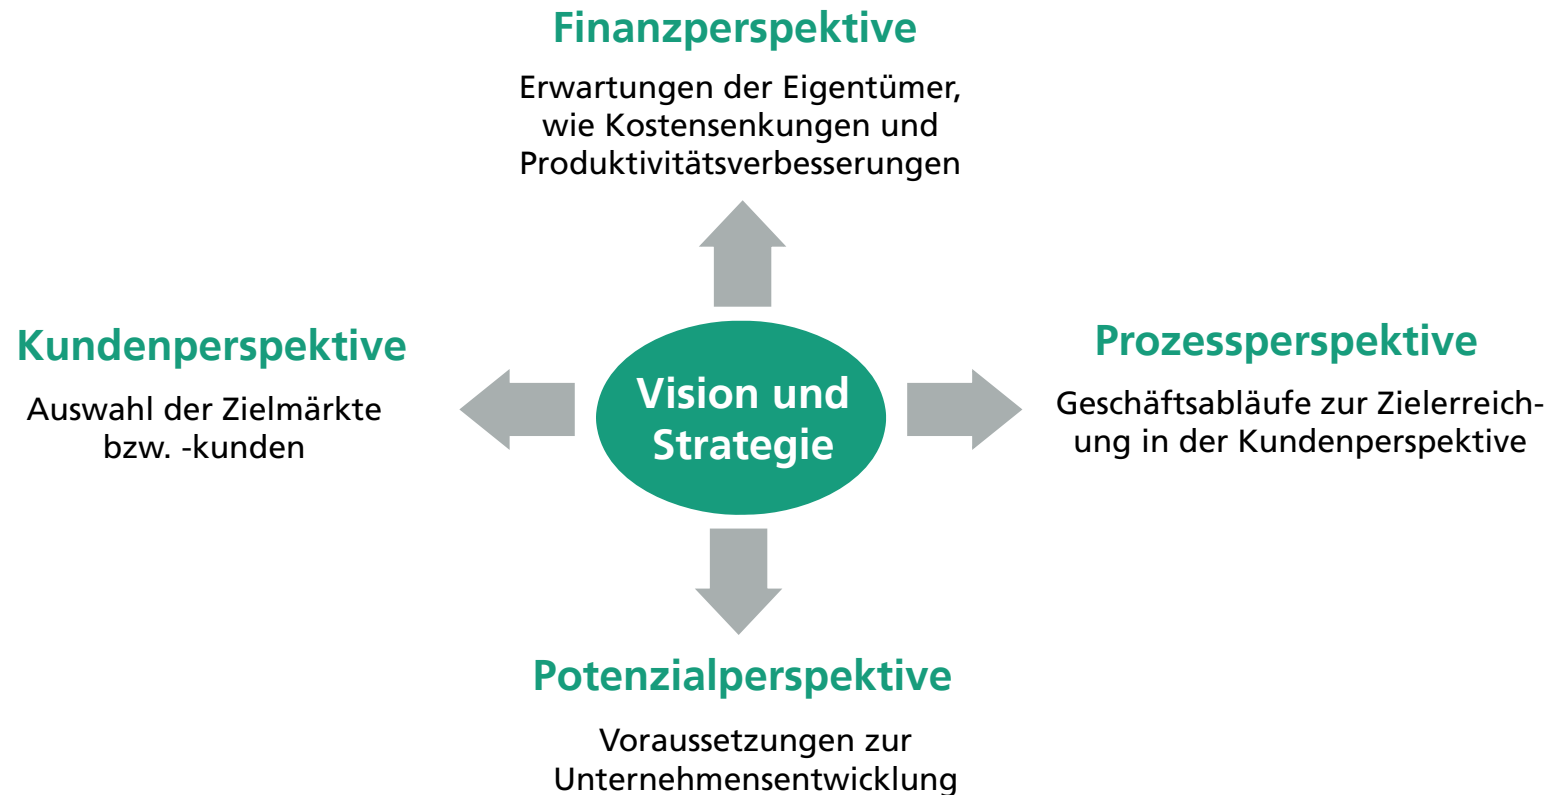 Finanzperspektive
Erwartungen der Eigentümer,
wie Kostensenkungen und
Produktivitätsverbesserungen
Kundenperspektive
Auswahl der Zielmärkte
bzw. -kunden
Vision und
Strategie
Prozessperspektive
Geschäftsabläufe zur Zielerreich-
ung in der Kundenperspektive
Potenzialperspektive
Voraussetzungen zur
Unternehmensentwicklung